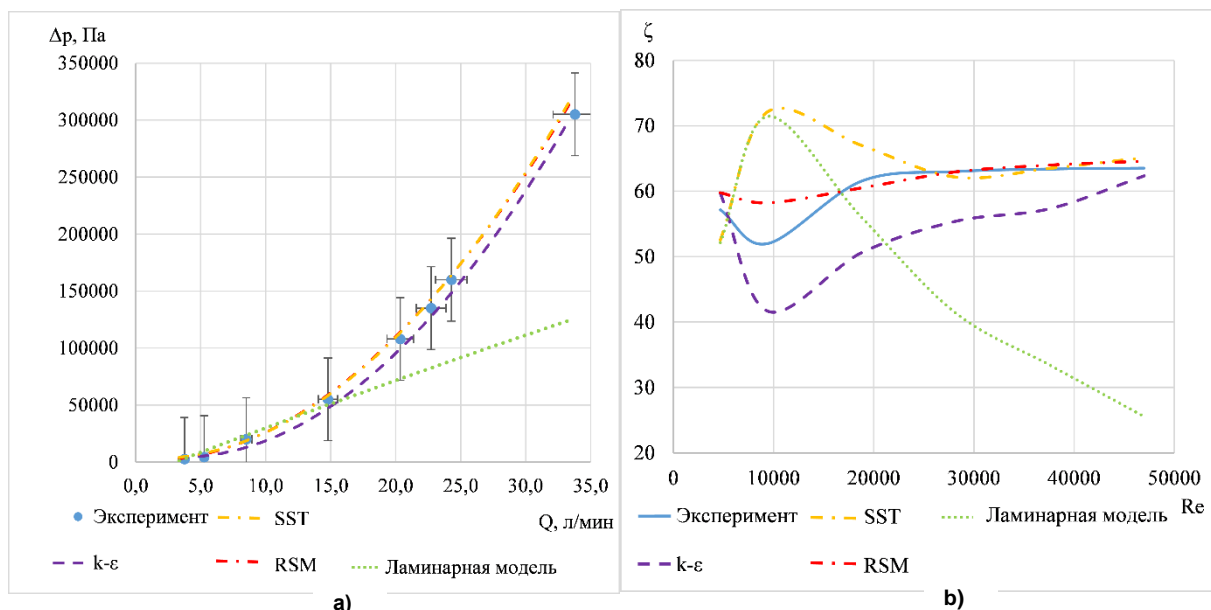 Δp, Па
350000
300000
250000
200000
150000
100000
50000
0
0,0 5,0 10,0 15,0 20,0 25,0 30,0 35,0
Q, л/мин
Эксперимент SST
k-ε RSM Ламинарная модель
a)
ζ
80
70
60
50
40
30
20
0 10000 20000 30000 40000 50000
Re
Эксперимент SST Ламинарная модель
k-ε RSM
b)